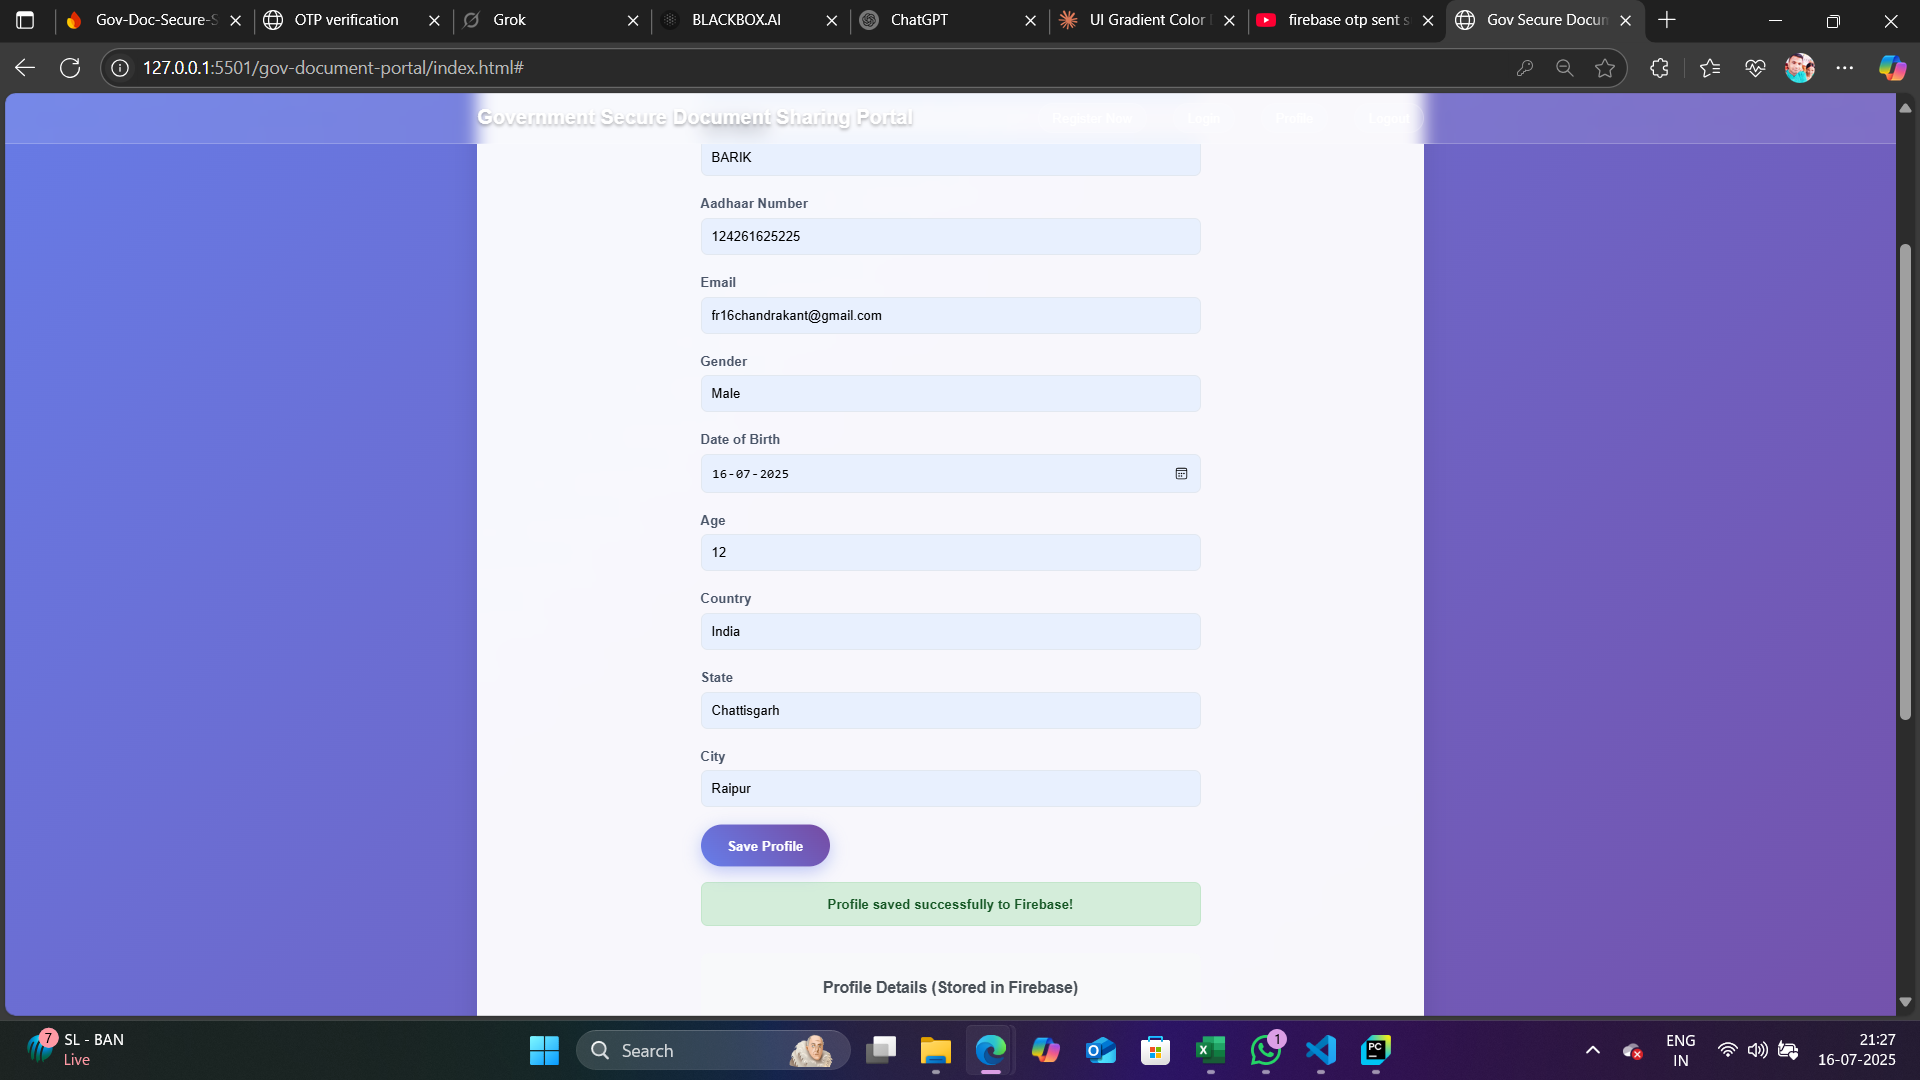 Gov-Doc-Secure-S
OTP verification
Grok
BLACKBOX.AI
ChatGPT
UI Gradient Color
firebase otp sent s
Gov Secure Docum
127.0.0.1:5501/gov-document-portal/index.html#
Government Secure Document Sharing Portal
Register Now
Login
Profile
Logout
BARIK
Aadhaar Number
124261625225
Email
fr16chandrakant@gmail.com
Gender
Male
Date of Birth
16-07-2025
Age
12
Country
India
State
Chattisgarh
City
Raipur
Save Profile
Profile saved successfully to Firebase!
Profile Details (Stored in Firebase)
7
SL - BAN
Live
Search
1
PC
ENG
IN
21:27
16-07-2025